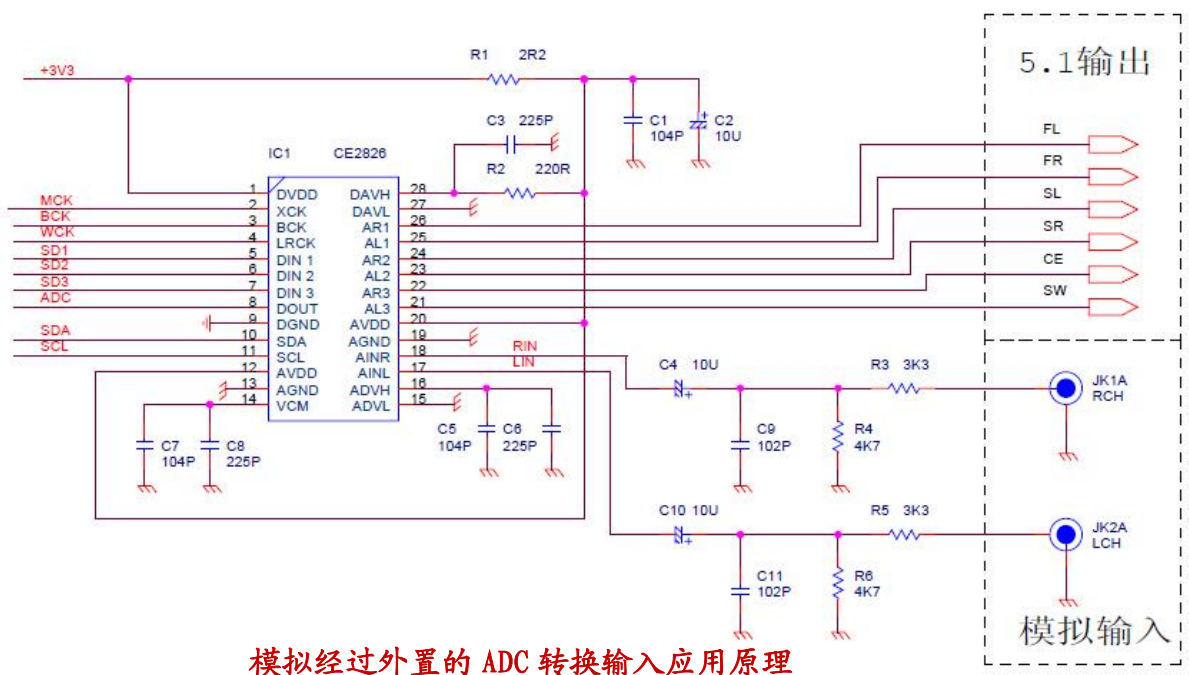 R1 2R2
5.1输出
+3V3
C3 225P
C1
104P
C2
10U
FL
IC1 CE2826
R2 220R
FR
1 DVDD DAVH 28
MCK 2 XCK DAVL 27
SL
BCK 3 BCK AR1 26
WCK 4 LRCK AL1 25
SR
SD1 5 DIN 1 AR2 24
SD2 6 DIN 2 AL2 23
CE
SD3 7 DIN 3 AR3 22
SW
ADC 8 DOUT AL3 21
9 DGND AVDD 20
SDA 10 SDA AGND 19
SCL 11 SCL AINR 18 RIN
12 AVDD AINL 17 LIN
13 AGND ADVH 16
14 VCM ADVL 15
C4 10U
R3 3K3
JK1A
RCH
C7
104P
C8
225P
C5
104P
C6
225P
C9
102P
R4
4K7
C10 10U
R5 3K3
JK2A
LCH
C11
102P
R6
4K7
模拟输入
模拟经过外置的 ADC 转换输入应用原理